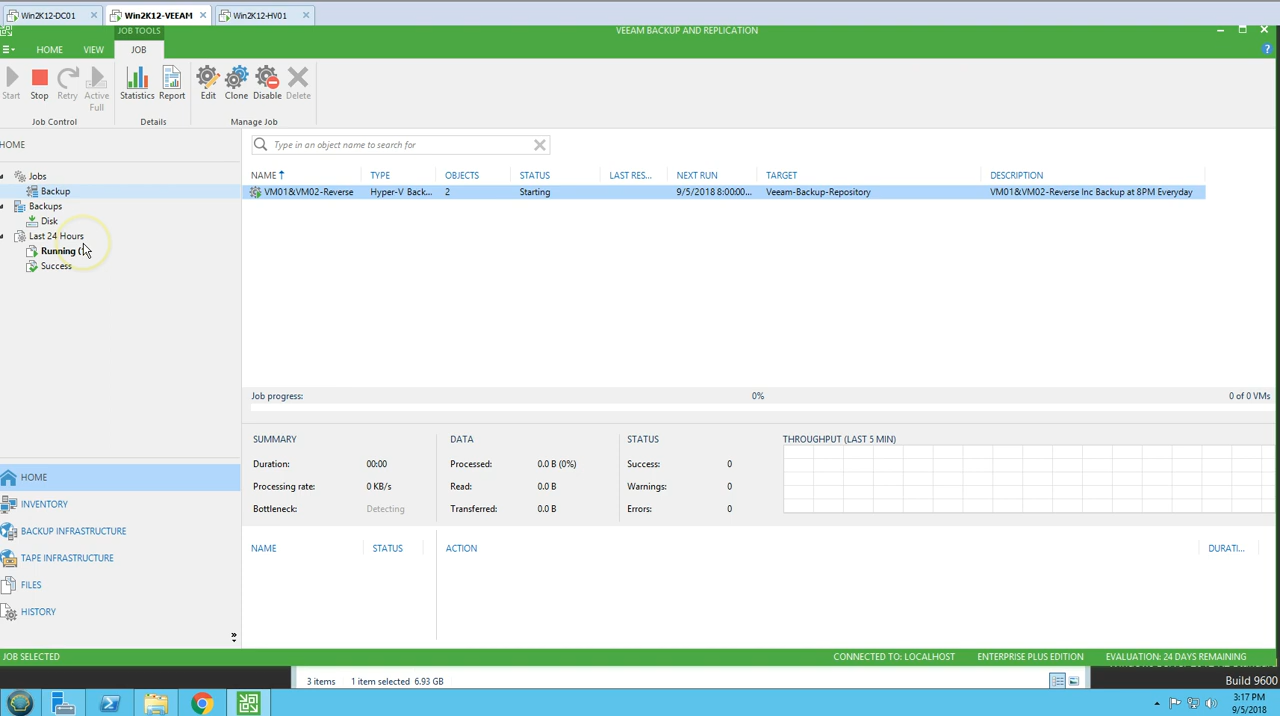 Win2K12-DC01 Win2K12-VEEAM Win2K12-HV01
JOB TOOLS VEEAM BACKUP AND REPLICATION
HOME VIEW JOB
Start Stop Retry Active Full Statistics Report Edit Clone Disable Delete
Job Control Details Manage Job
HOME
Type in an object name to search for
Jobs
Backup
Backups
Disk
Last 24 Hours
Running (
Success
NAME TYPE OBJECTS STATUS LAST RES... NEXT RUN TARGET DESCRIPTION
VM01&VM02-Reverse Hyper-V Back... 2 Starting 9/5/2018 8:00:00... Veeam-Backup-Repository VM01&VM02-Reverse Inc Backup at 8PM Everyday
Job progress: 0% 0 of 0 VMs
SUMMARY DATA STATUS THROUGHPUT (LAST 5 MIN)
Duration: 00:00 Processed: 0.0 B (0%) Success: 0
Processing rate: 0 KB/s Read: 0.0 B Warnings: 0
Bottleneck: Detecting Transferred: 0.0 B Errors: 0
NAME STATUS ACTION DURATI...
HOME
INVENTORY
BACKUP INFRASTRUCTURE
TAPE INFRASTRUCTURE
FILES
HISTORY
JOB SELECTED CONNECTED TO: LOCALHOST ENTERPRISE PLUS EDITION EVALUATION: 24 DAYS REMAINING
3 items 1 item selected 6.93 GB
Build 9600
3:17 PM
9/5/2018